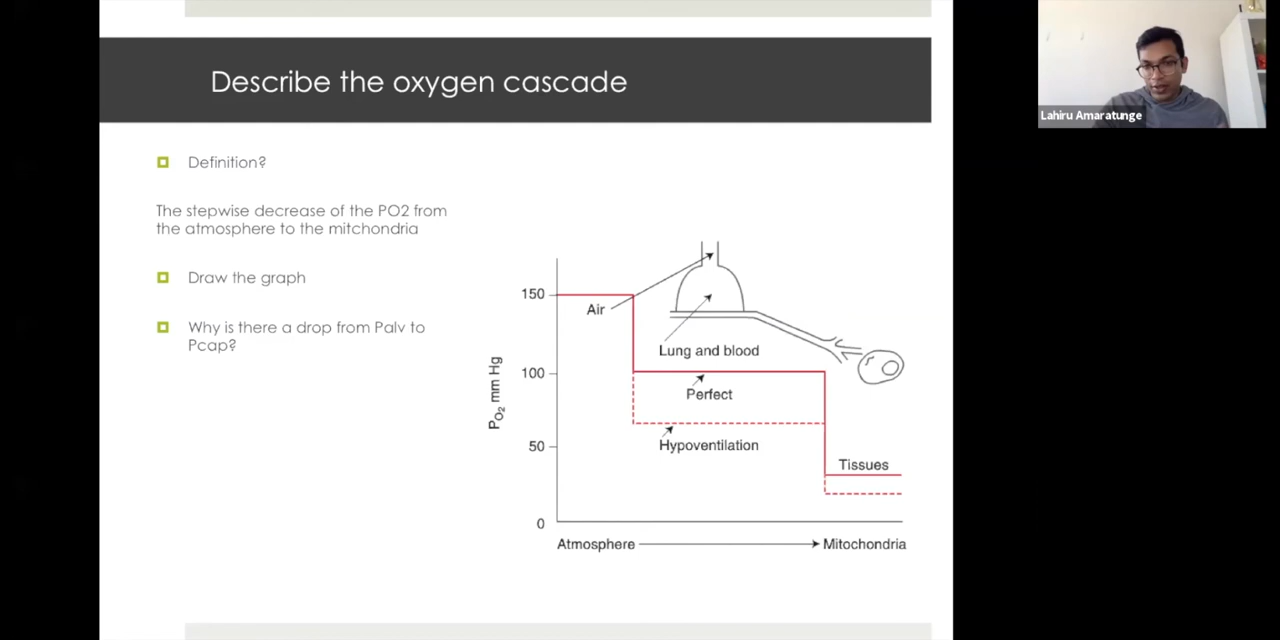 Describe the oxygen cascade
Lahiru Amaratunge
Definition?
The stepwise decrease of the PO2 from
the atmosphere to the mitchondria
Draw the graph
Why is there a drop from Palv to
Pcap?
150
100
50
0
PO2 mm Hg
Air
Lung and blood
Perfect
Hypoventilation
Tissues
Atmosphere
Mitochondria